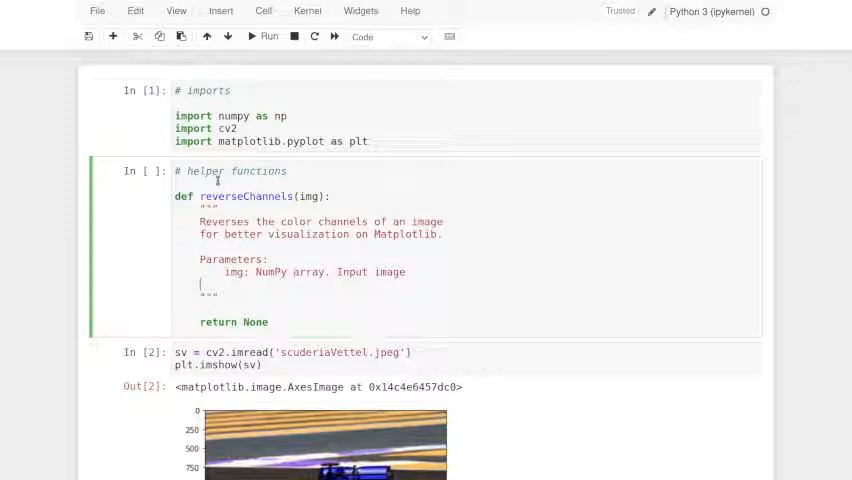 File Edit View Insert Cell Kernel Widgets Help Trusted Python 3 (ipykernel)
Run Code
In [1]: # imports
import numpy as np
import cv2
import matplotlib.pyplot as plt
In [ ]: # helper functions
def reverseChannels(img):
"""
Reverses the color channels of an image
for better visualization on Matplotlib.
Parameters:
img: NumPy array. Input image
"""
return None
In [2]: sv = cv2.imread('scuderiaVettel.jpeg')
plt.imshow(sv)
Out[2]: <matplotlib.image.AxesImage at 0x14c4e6457dc0>
0
250
500
750